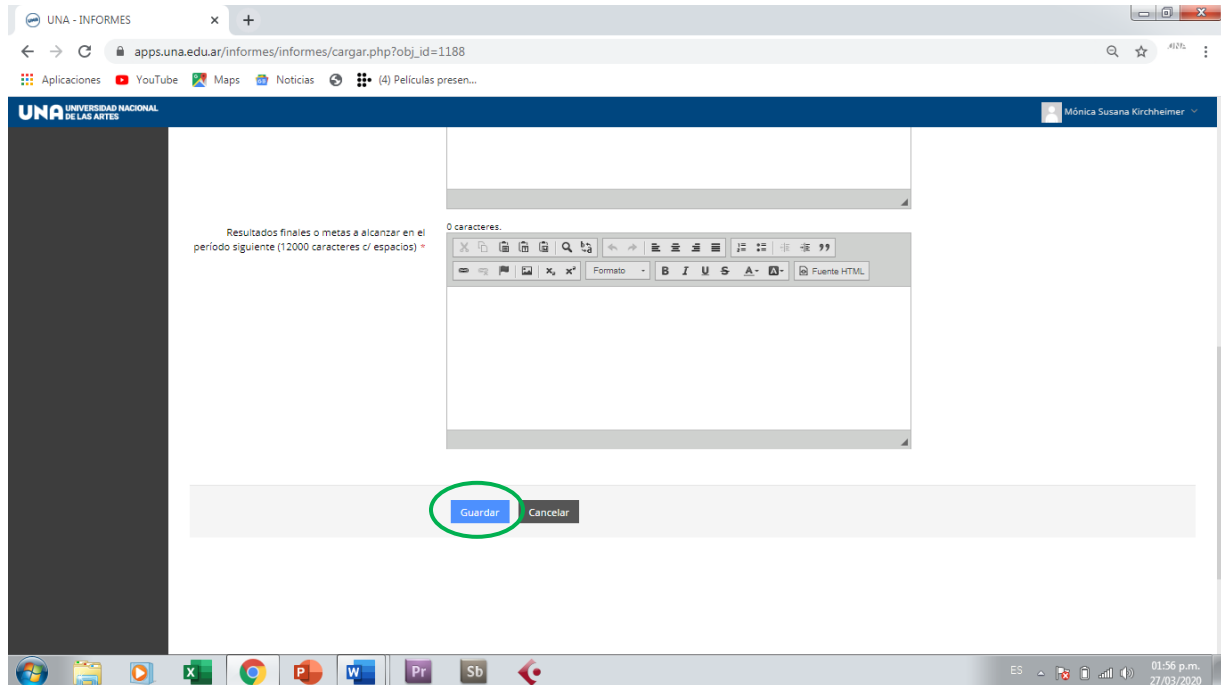 UNA - INFORMES
apps.una.edu.ar/informes/informes/cargar.php?obj_id=1188
Aplicaciones YouTube Maps Noticias (4) Películas presen...
UNA UNIVERSIDAD NACIONAL
DE LAS ARTES
Mónica Susana Kirchheimer
Resultados finales o metas a alcanzar en el
período siguiente (12000 caracteres c/ espacios) *
0 caracteres.
Formato B I U S A A Fuente HTML
Guardar Cancelar
Pr Sb
ES 01:56 p.m.
27/03/2020